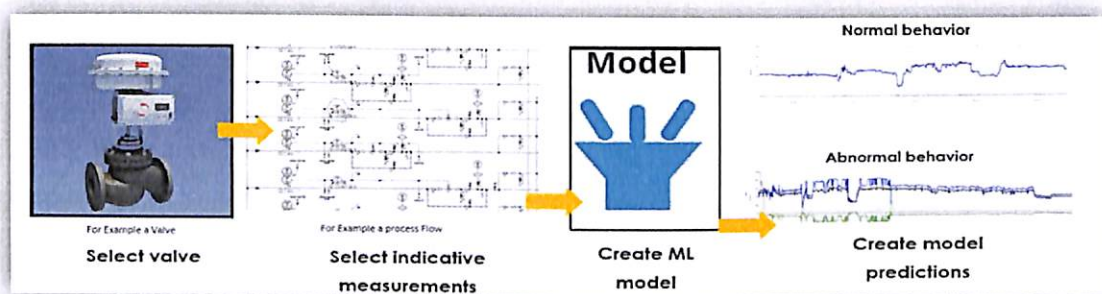 Model
Normal behavior
Abnormal behavior
For Example a Valve
For Example a process Flow
Select valve
Select indicative
measurements
Create ML
model
Create model
predictions